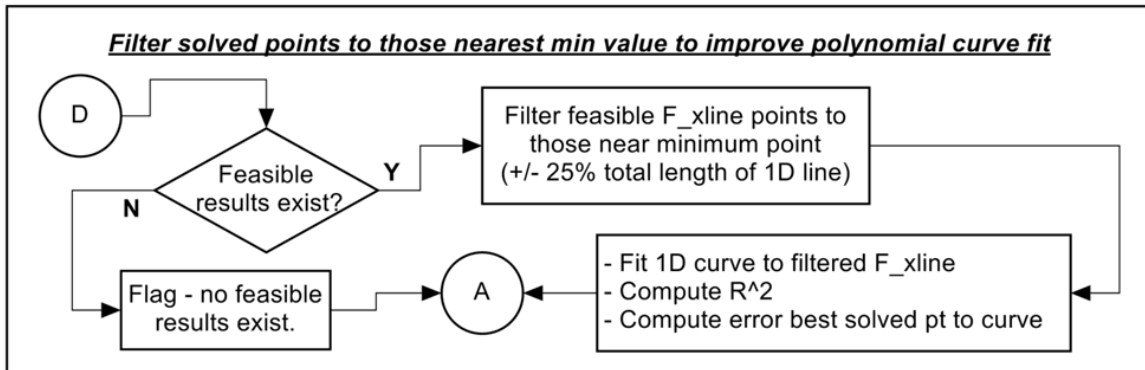 Filter solved points to those nearest min value to improve polynomial curve fit
D
Feasible
results exist?
Y
N
Filter feasible F_xline points to
those near minimum point
(+/- 25% total length of 1D line)
Flag - no feasible
results exist.
A
- Fit 1D curve to filtered F_xline
- Compute R^2
- Compute error best solved pt to curve